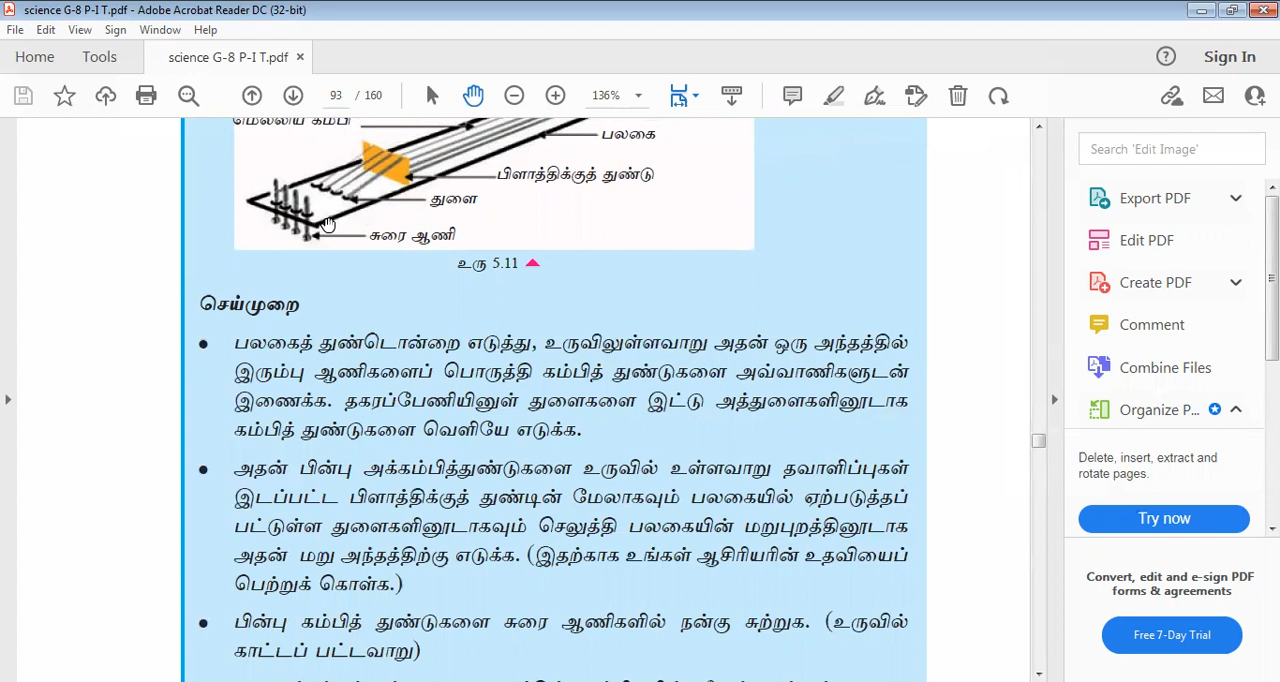 science G-8 P-I T.pdf - Adobe Acrobat Reader DC (32-bit)
File Edit View Sign Window Help
Home Tools science G-8 P-I T.pdf × Sign In
93 / 160 136%
மெல்லிய கம்பி
பலகை
பிளாத்திக்குத் துண்டு
துளை
சுரை ஆணி
உரு 5.11
செய்முறை
● பலகைத் துண்டொன்றை எடுத்து, உருவிலுள்ளவாறு அதன் ஒரு அந்தத்தில்
இரும்பு ஆணிகளைப் பொருத்தி கம்பித் துண்டுகளை அவ்வாணிகளுடன்
இணைக்க. தகரப்பேணியினுள் துளைகளை இட்டு அத்துளைகளினூடாக
கம்பித் துண்டுகளை வெளியே எடுக்க.
● அதன் பின்பு அக்கம்பித்துண்டுகளை உருவில் உள்ளவாறு தவாளிப்புகள்
இடப்பட்ட பிளாத்திக்குத் துண்டின் மேலாகவும் பலகையில் ஏற்படுத்தப்
பட்டுள்ள துளைகளினூடாகவும் செலுத்தி பலகையின் மறுபுறத்தினூடாக
அதன் மறு அந்தத்திற்கு எடுக்க. (இதற்காக உங்கள் ஆசிரியரின் உதவியைப்
பெற்றுக் கொள்க.)
● பின்பு கம்பித் துண்டுகளை சுரை ஆணிகளில் நன்கு சுற்றுக. (உருவில்
காட்டப் பட்டவாறு)
Search 'Edit Image'
Export PDF
Edit PDF
Create PDF
Comment
Combine Files
Organize P...
Delete, insert, extract and
rotate pages.
Try now
Convert, edit and e-sign PDF
forms & agreements
Free 7-Day Trial